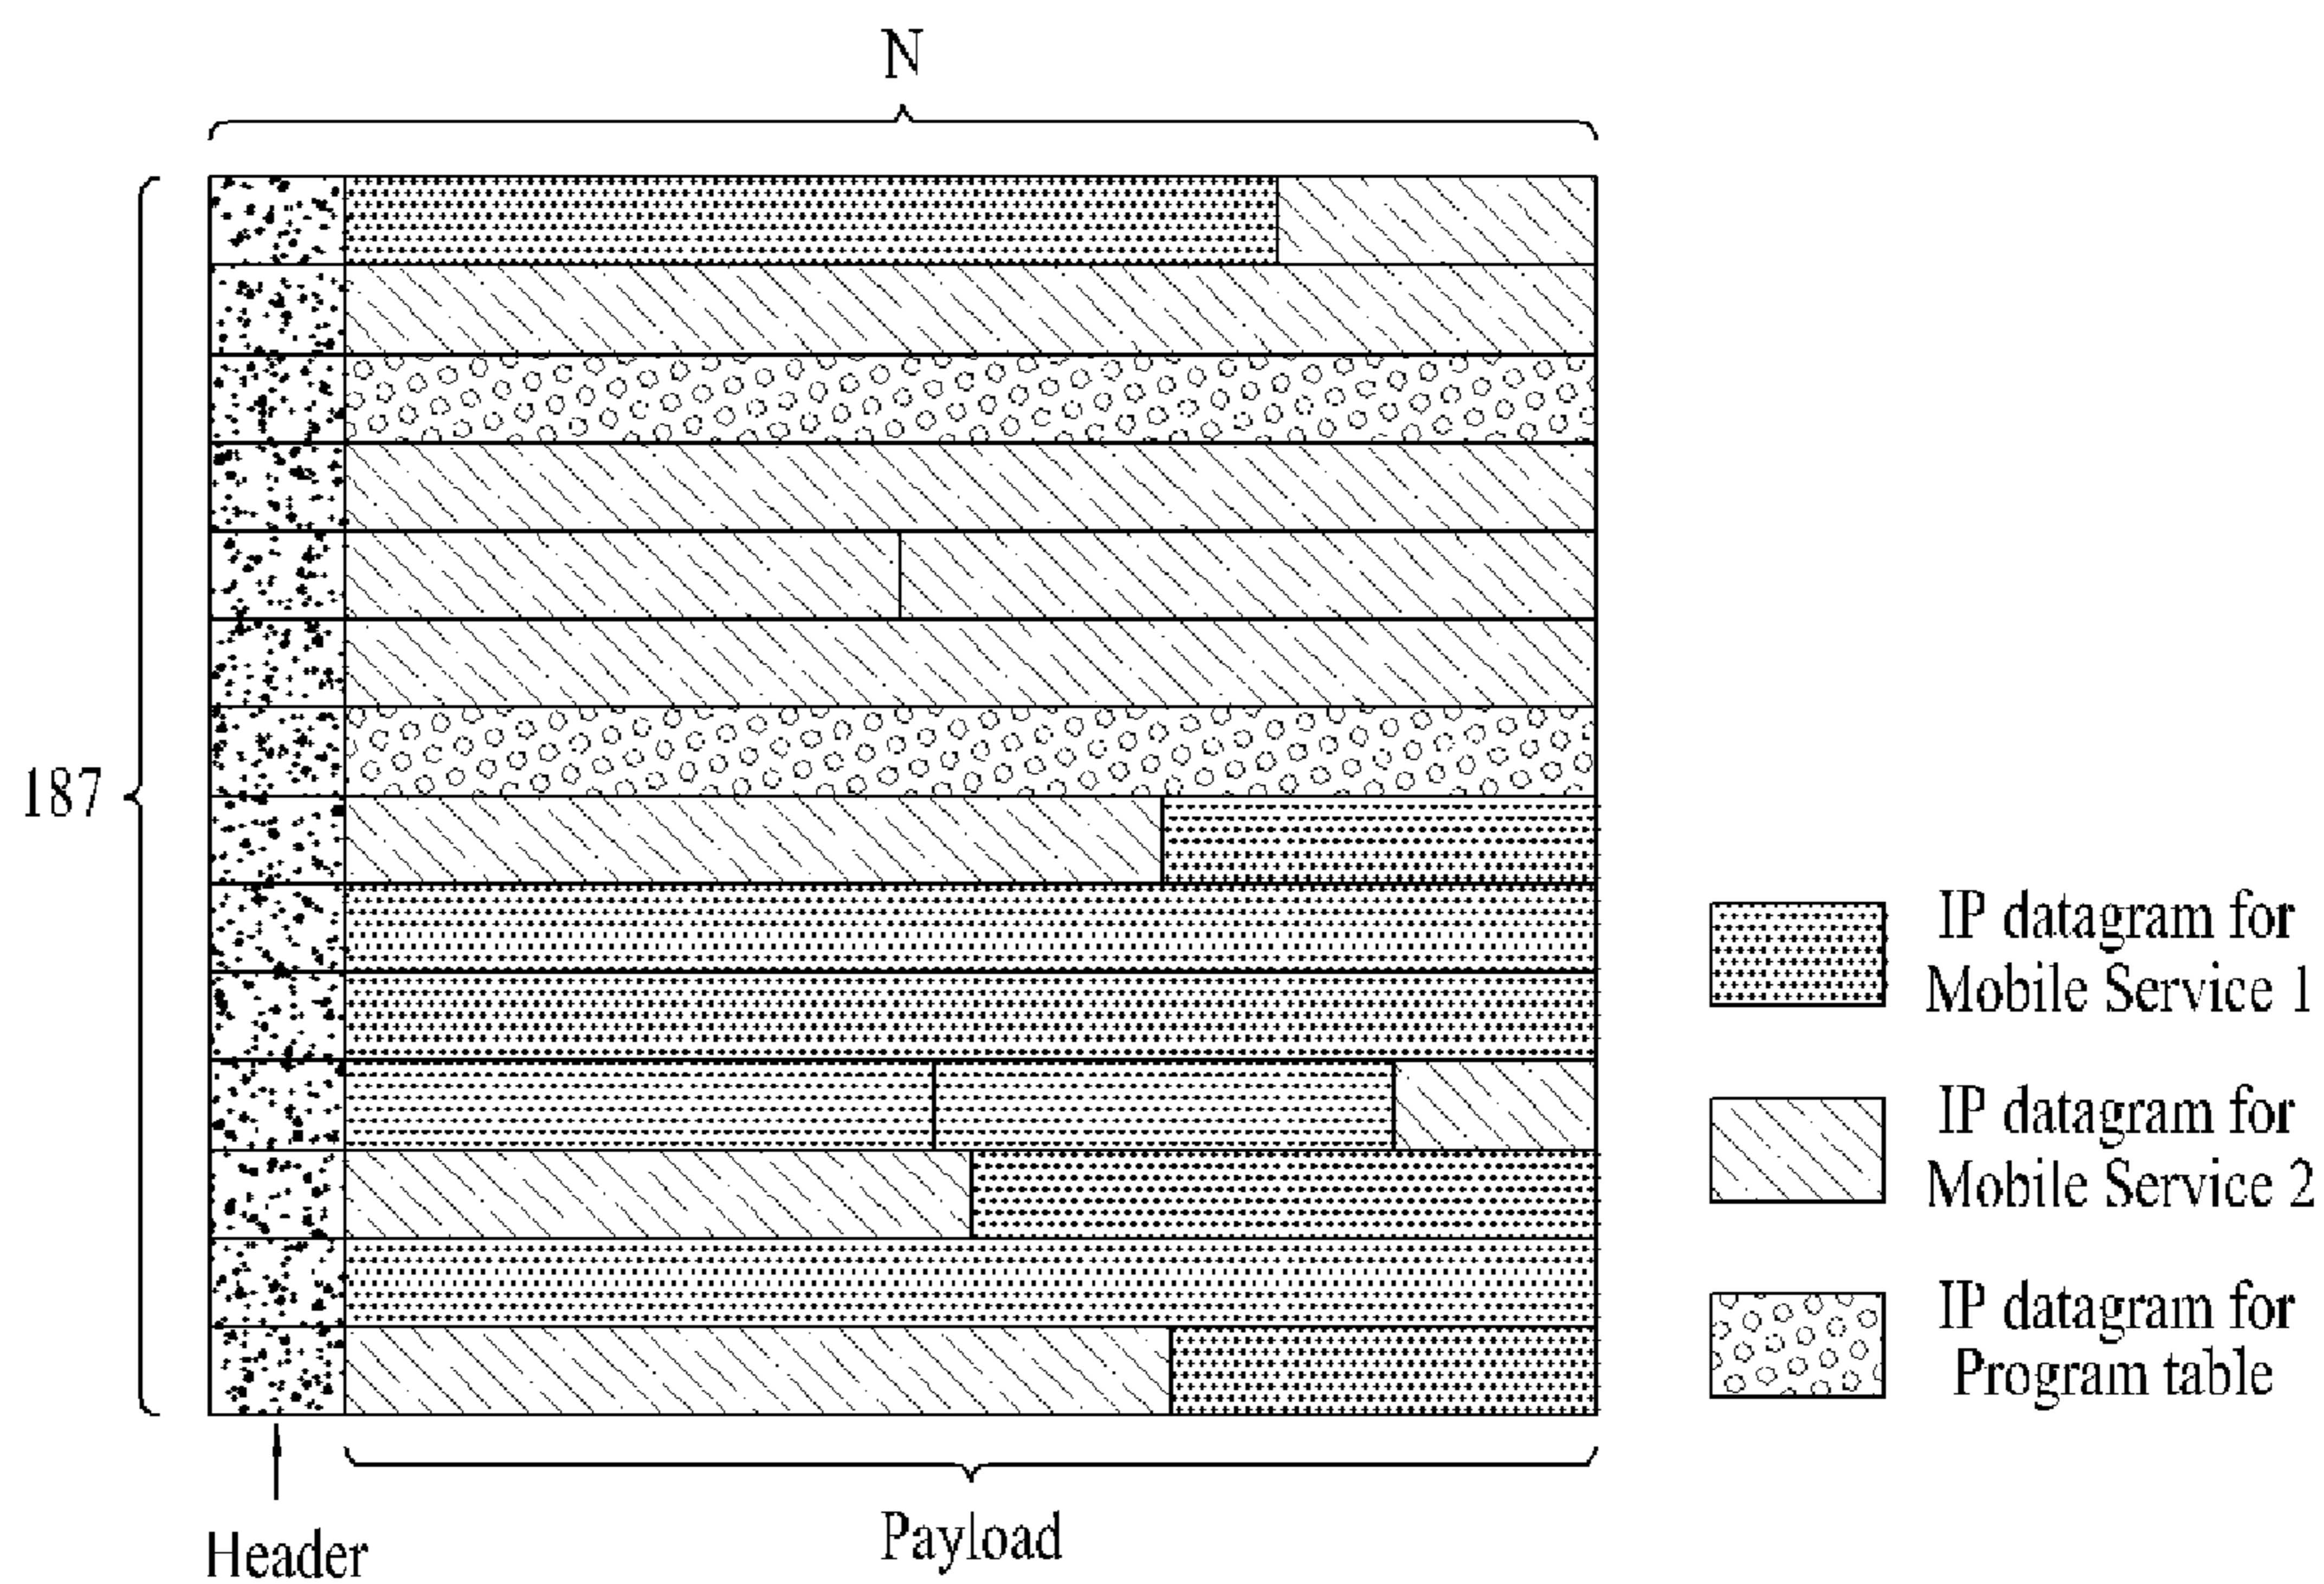 N
187
IP datagram for
Mobile Service 1
IP datagram for
Mobile Service 2
IP datagram for
Program table
Payload
Header